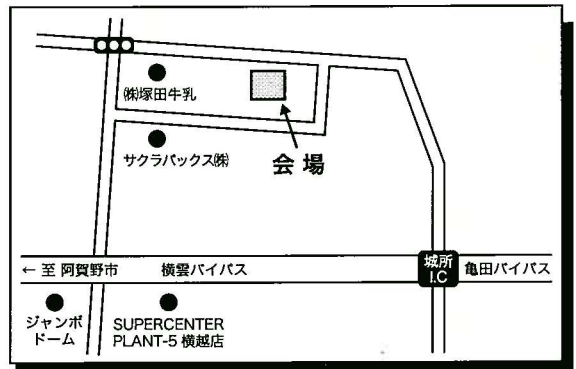 ㈱塚田牛乳
サクラパックス㈱
会場
← 至 阿賀野市
横雲バイパス
城所
I.C
亀田バイパス
ジャンボ
ドーム
SUPERCENTER
PLANT-5 横越店